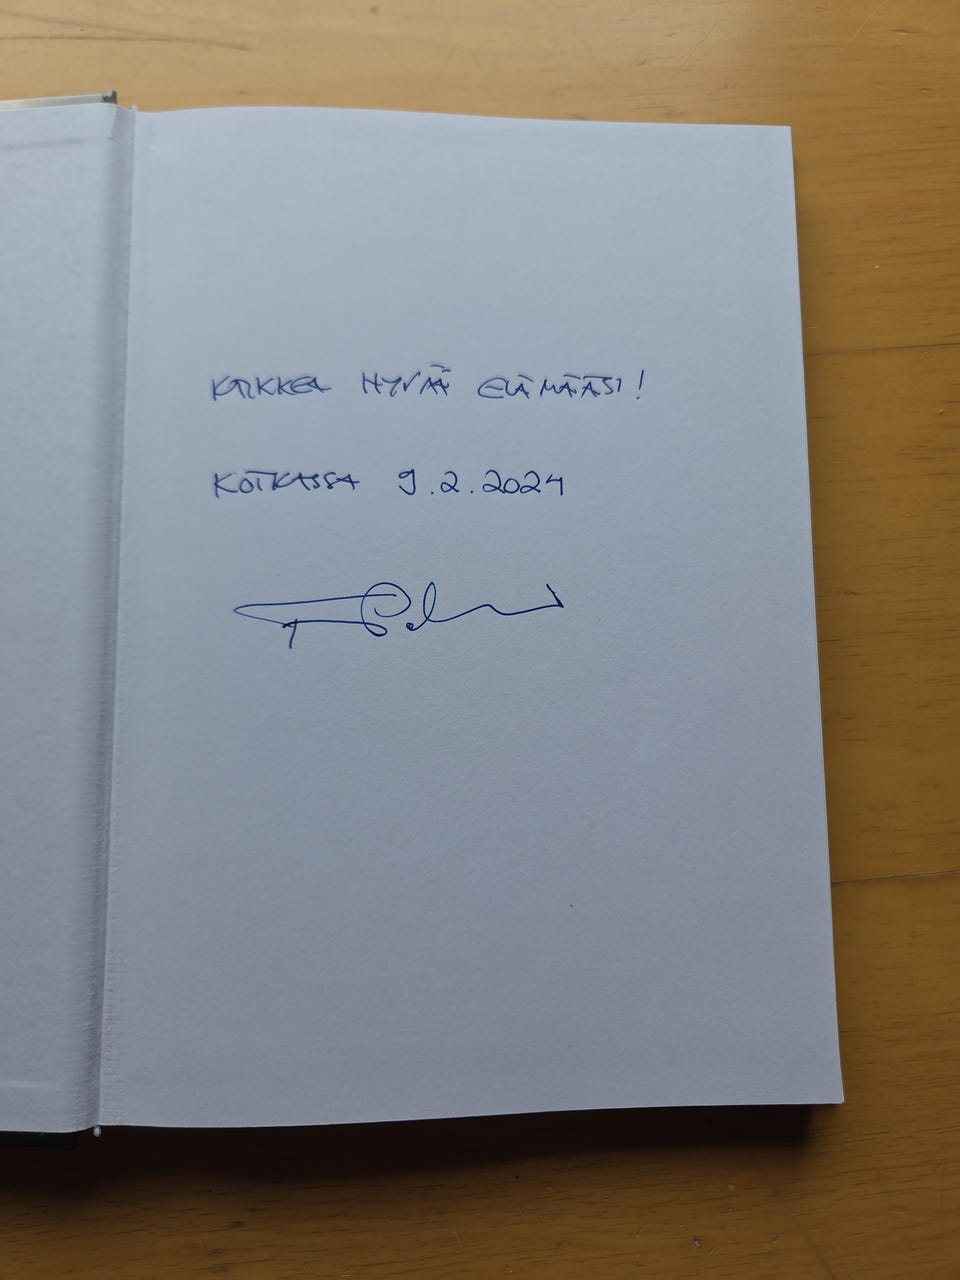 KAIKKEA HYVÄÄ ELÄMÄÄSI!
KOTKASSA 9.2.2024